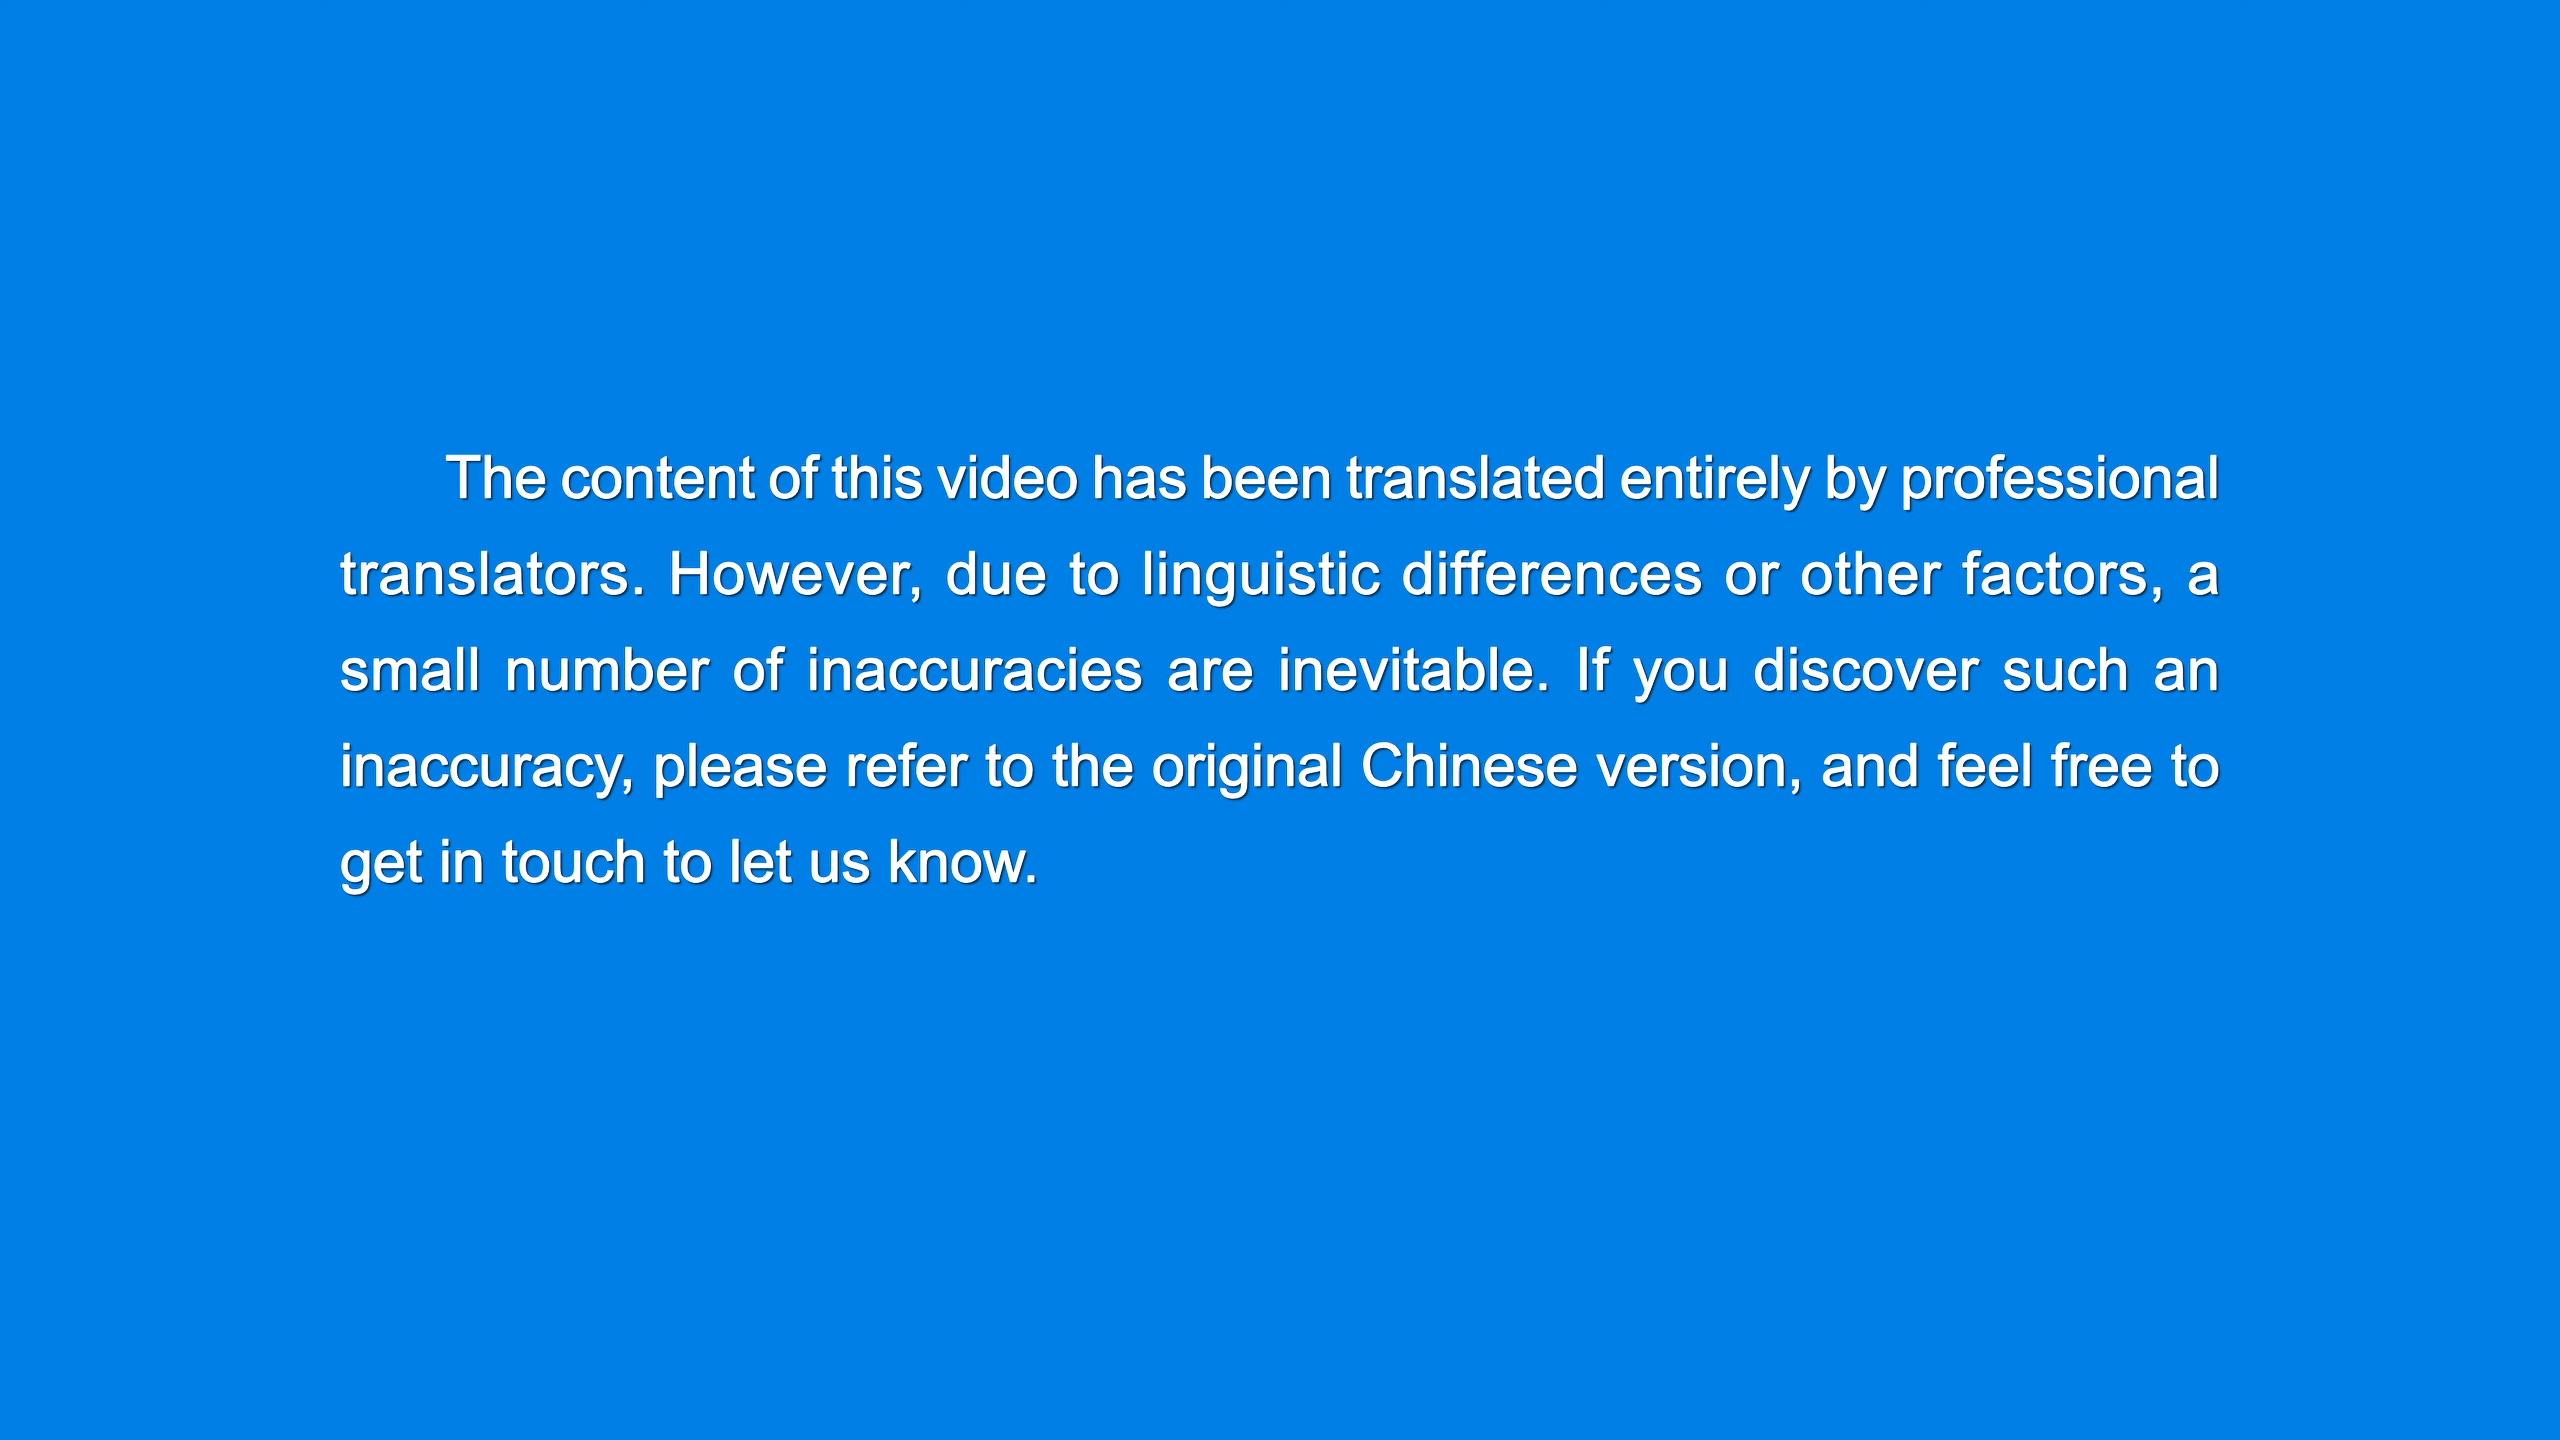 The content of this video has been translated entirely by professional
translators. However, due to linguistic differences or other factors, a
small number of inaccuracies are inevitable. If you discover such an
inaccuracy, please refer to the original Chinese version, and feel free to
get in touch to let us know.